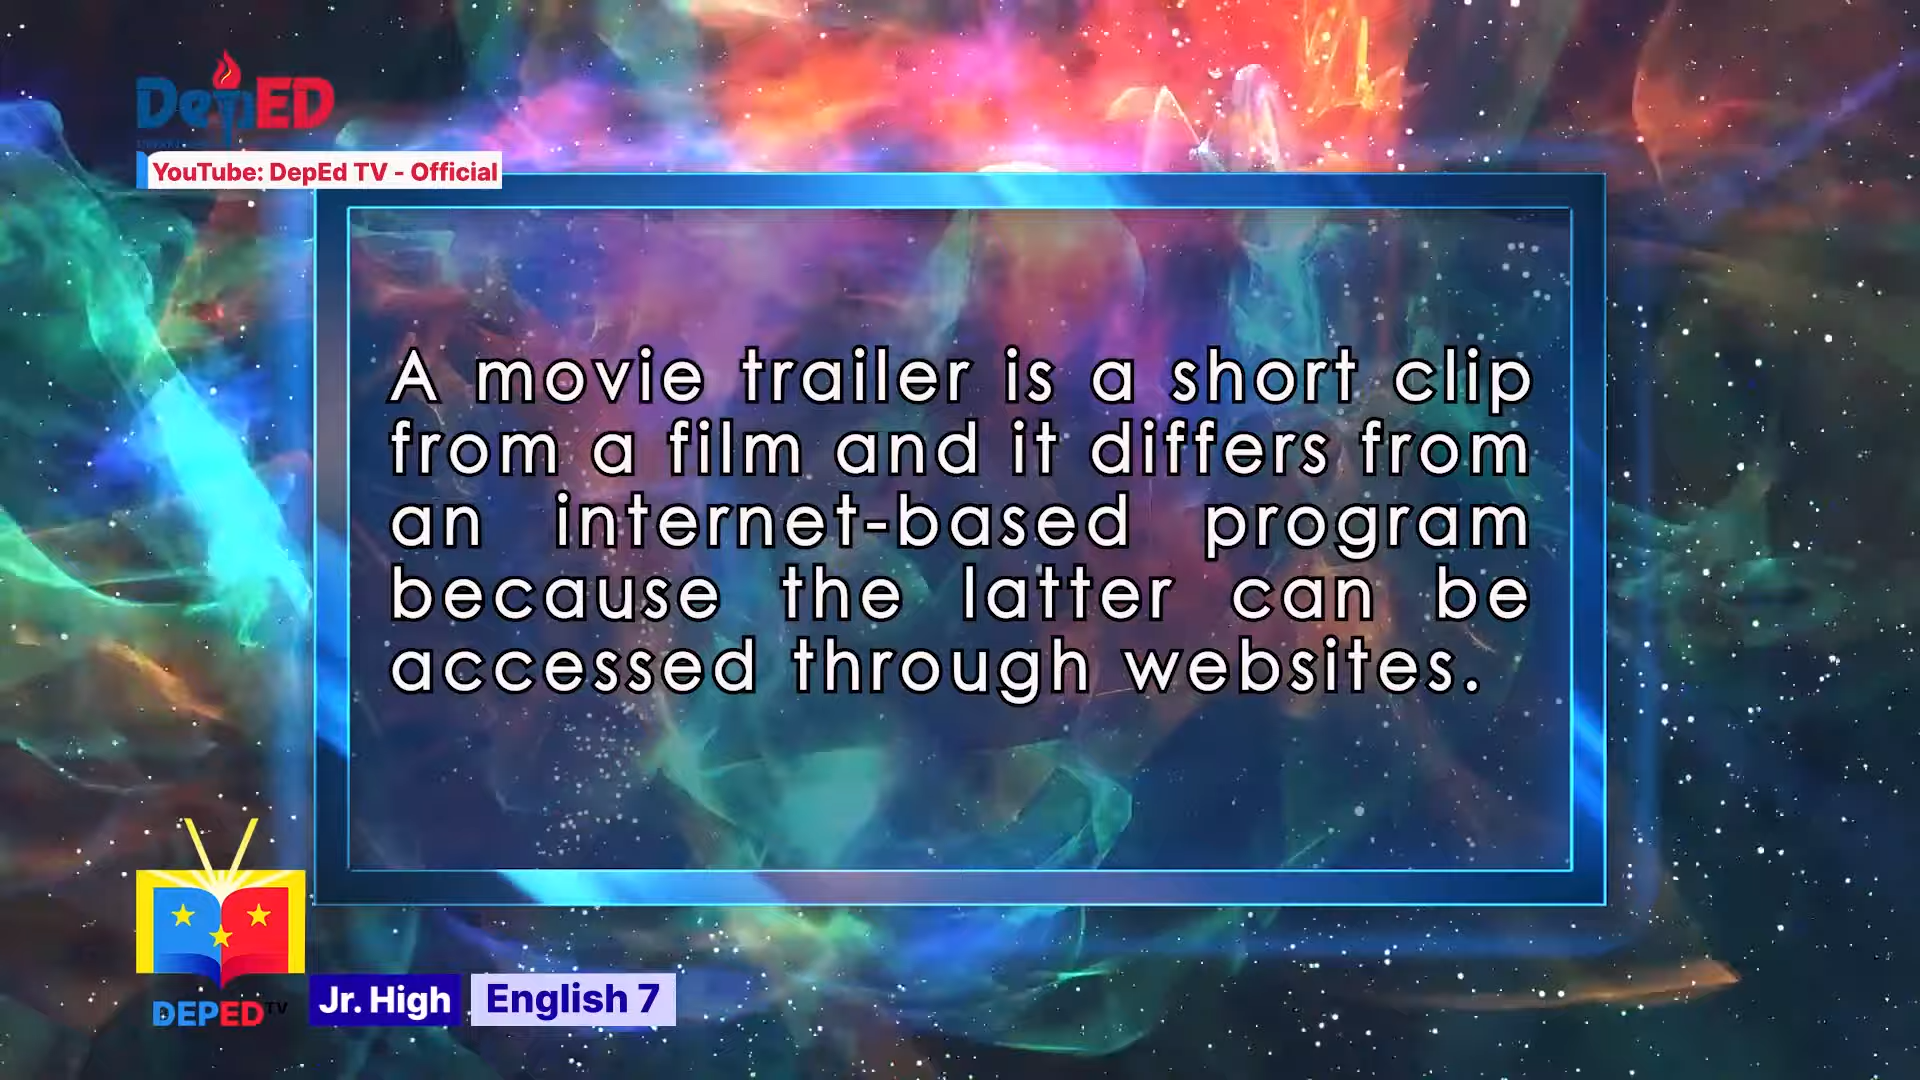 DepED
YouTube: DepEd TV - Official
A movie trailer is a short clip
from a film and it differs from
an internet-based program
because the latter can be
accessed through websites.
DEPED TV
Jr. High
English 7